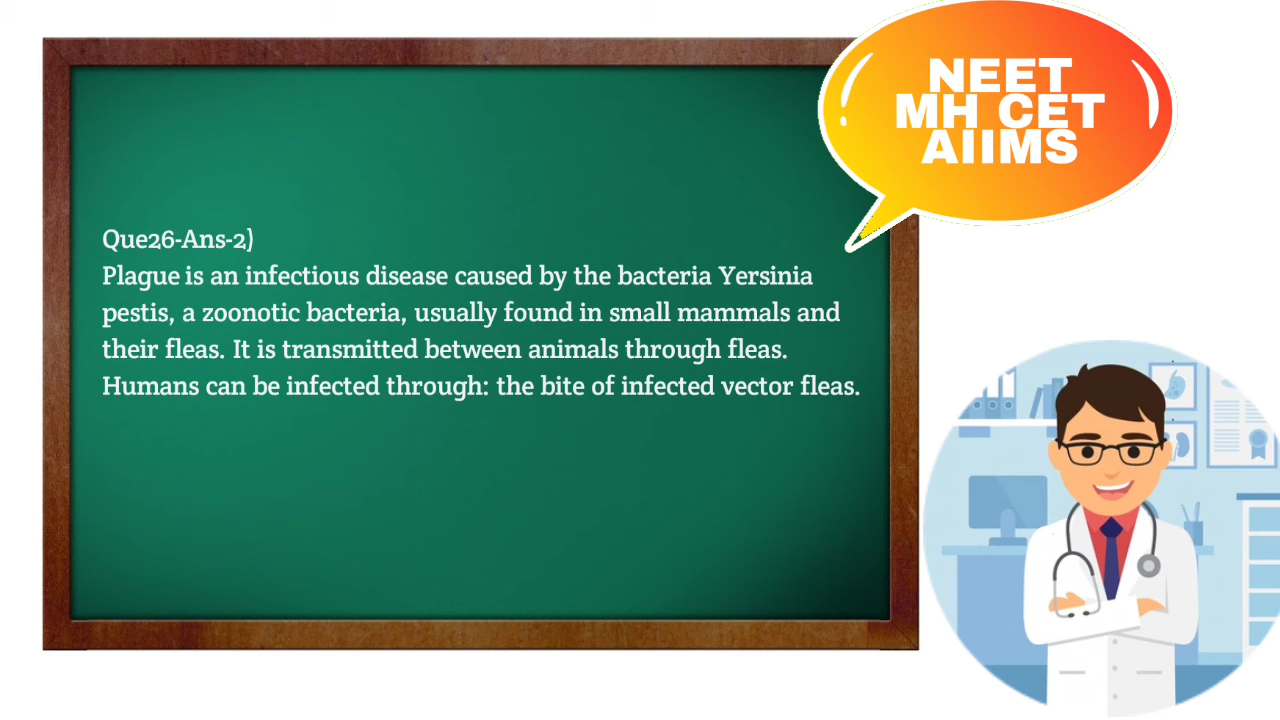 NEET
MH CET
AIIMS
Que26-Ans-2)
Plague is an infectious disease caused by the bacteria Yersinia
pestis, a zoonotic bacteria, usually found in small mammals and
their fleas. It is transmitted between animals through fleas.
Humans can be infected through: the bite of infected vector fleas.